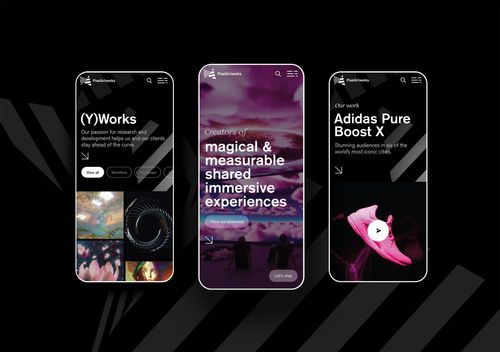 PixelArtworks
(Y)Works
Our passion for research and
development helps us and our clients
stay ahead of the curve.
View all
Workflow
PixelArtworks
Creators of
magical &
measurable
shared
immersive
experiences
View our showreel
Let's chat
PixelArtworks
Our work
Adidas Pure
Boost X
Stunning audiences in six of the
world's most iconic cities.